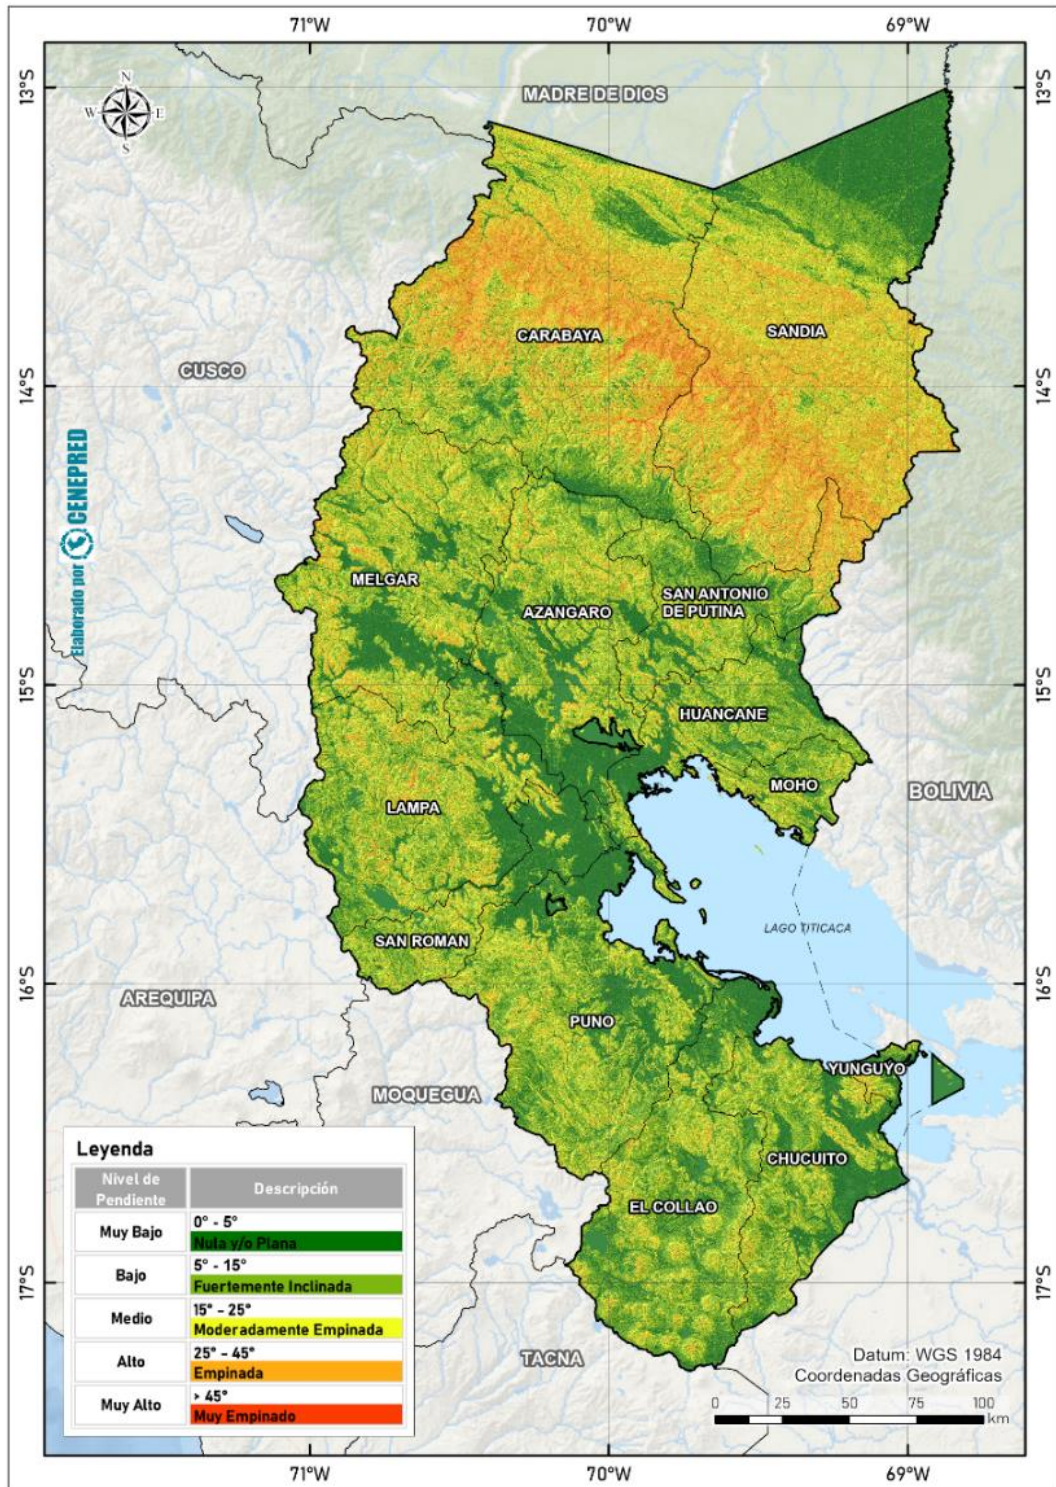 71°W
70°W
69°W
13°S
13°S
N
W
E
S
MADRE DE DIOS
CARABAYA
SANDIA
CUSCO
14°S
14°S
Elaborado por CENEPRED
MELGAR
AZANGARO
SAN ANTONIO
DE PUTINA
15°S
15°S
HUANCANE
MOHO
BOLIVIA
LAMPA
LAGO TITICACA
SAN ROMAN
16°S
16°S
AREQUIPA
PUNO
YUNGUYO
MOQUEGUA
CHUCUITO
EL COLLAO
17°S
17°S
TACNA
Leyenda
Nivel de
Pendiente
Descripción
Muy Bajo
0° - 5°
Nula y/o Plana
Bajo
5° - 15°
Fuertemente Inclinada
Medio
15° - 25°
Moderadamente Empinada
Alto
25° - 45°
Empinada
Muy Alto
> 45°
Muy Empinado
Datum: WGS 1984
Coordenadas Geográficas
0 25 50 75 100
km
71°W
70°W
69°W